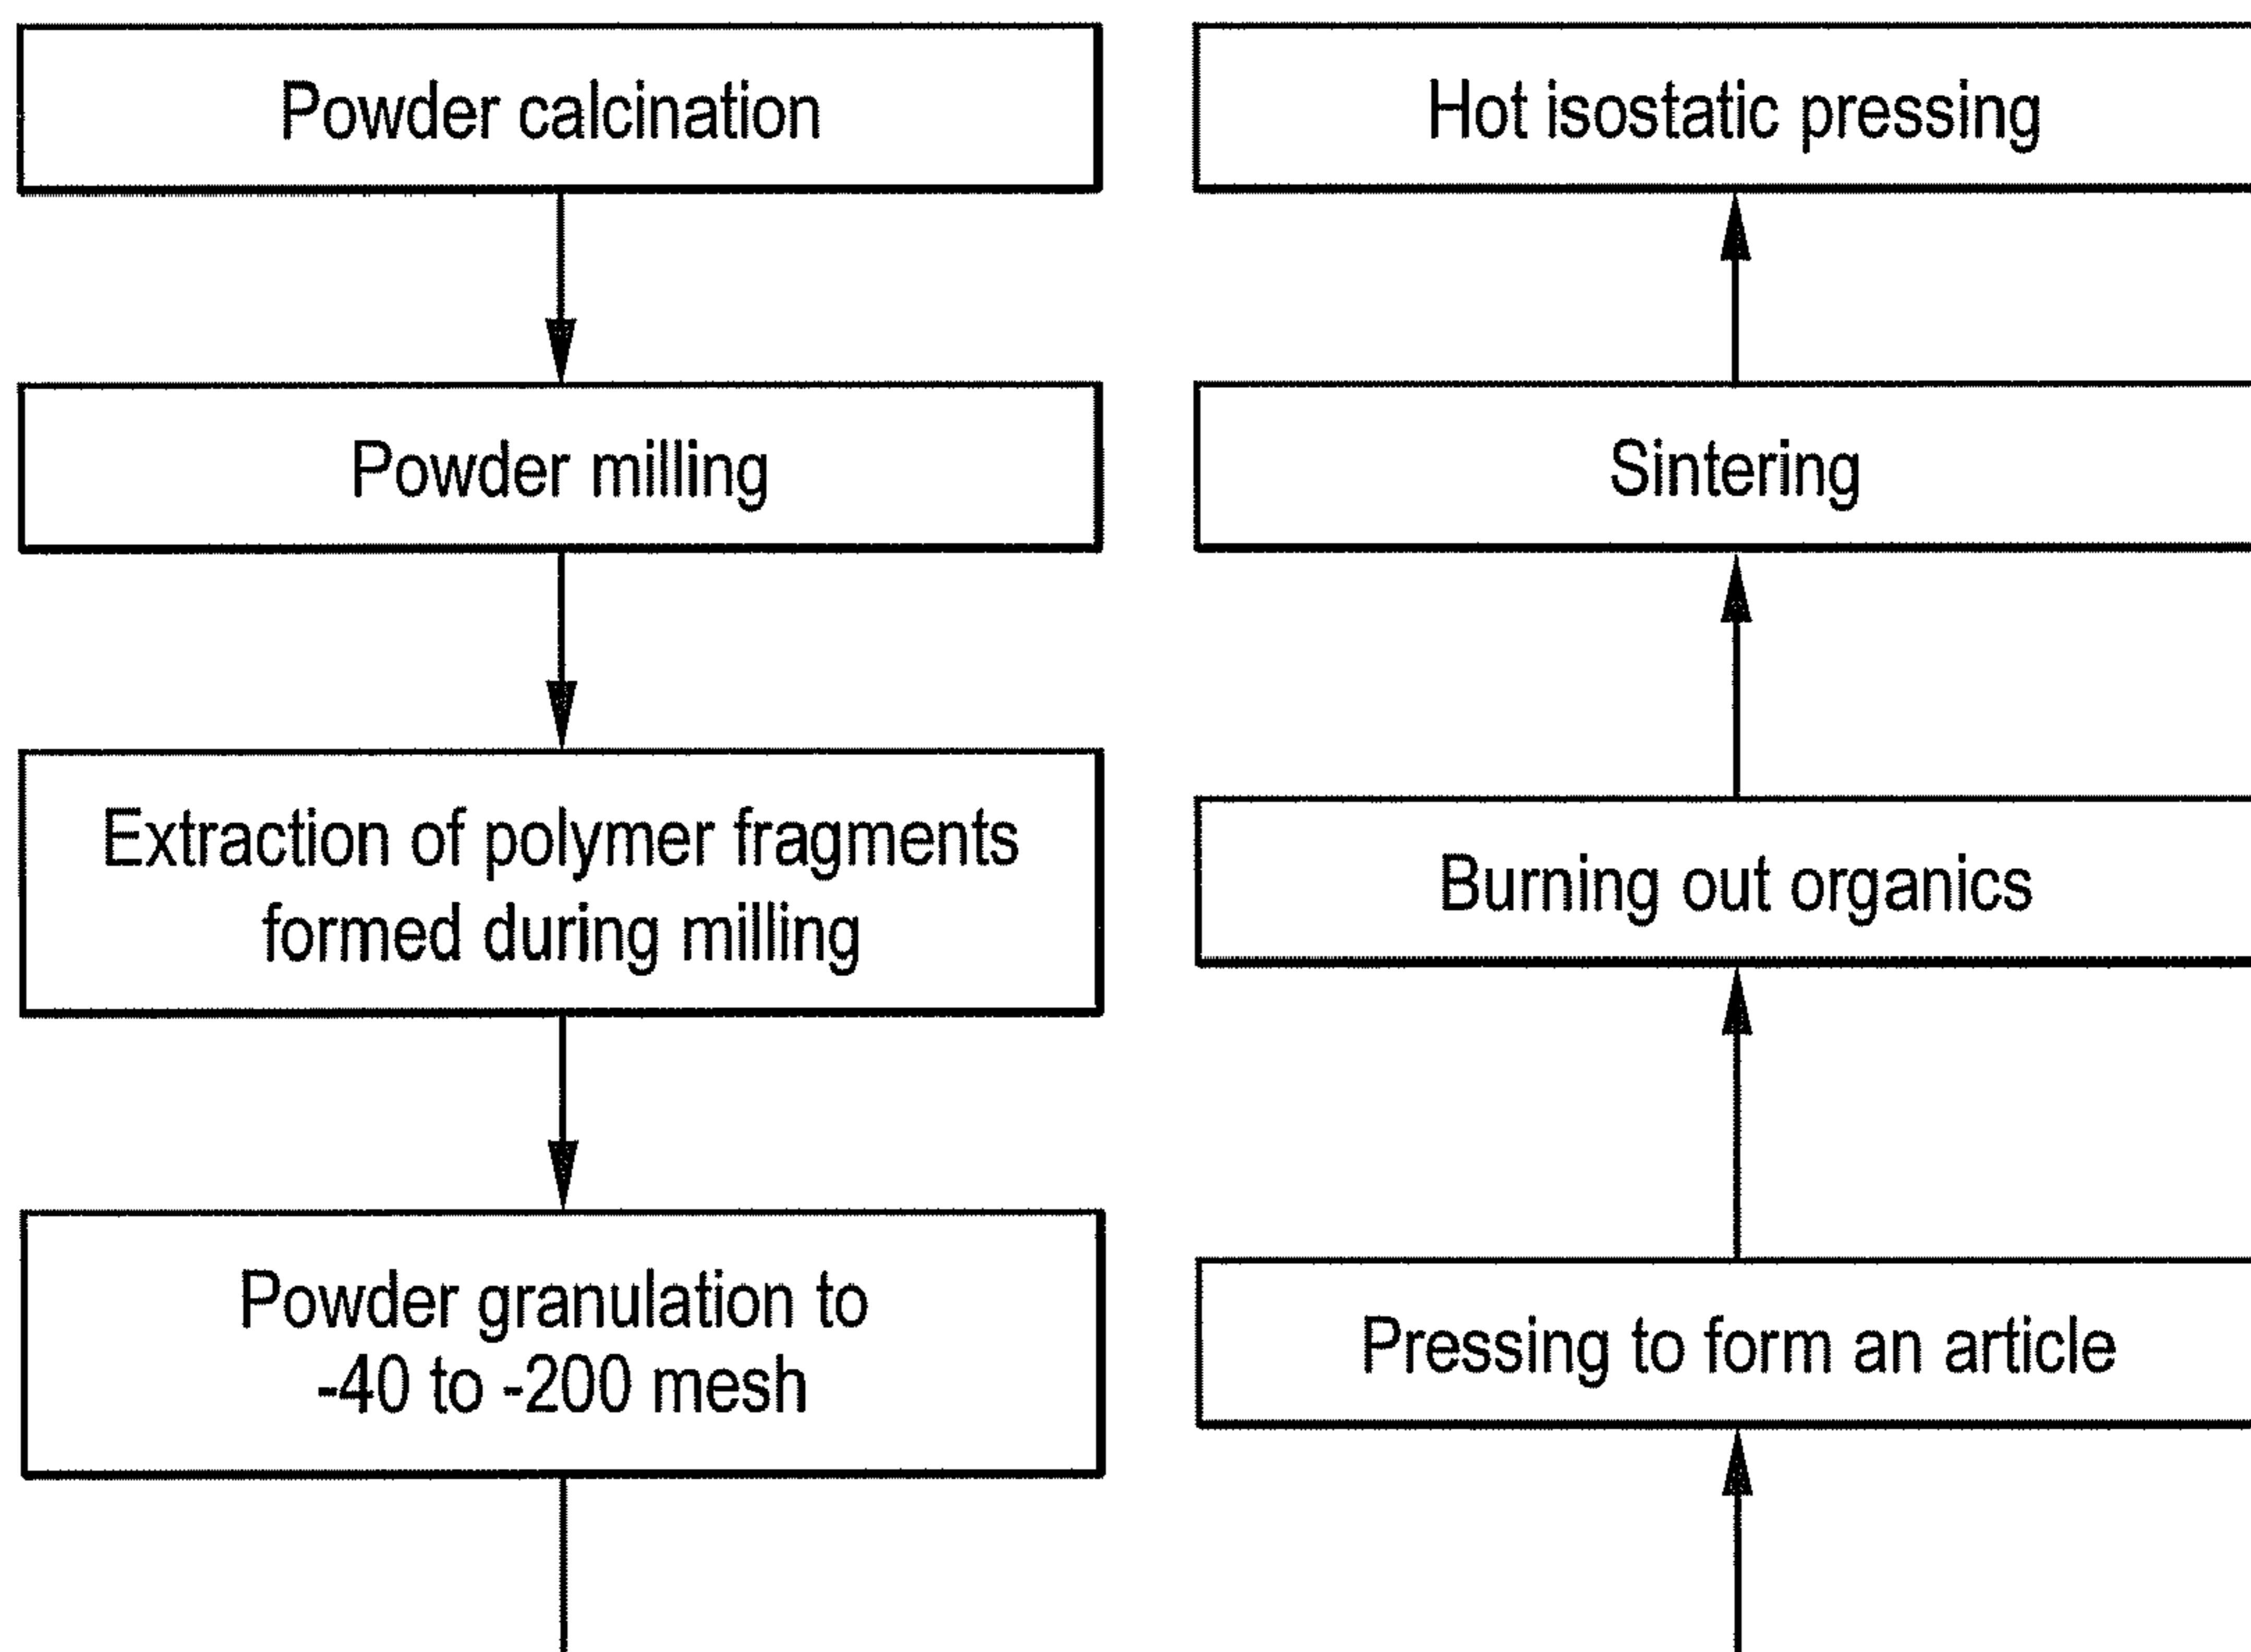 Powder calcination
Powder milling
Extraction of polymer fragments
formed during milling
Powder granulation to
-40 to -200 mesh
Hot isostatic pressing
Sintering
Burning out organics
Pressing to form an article